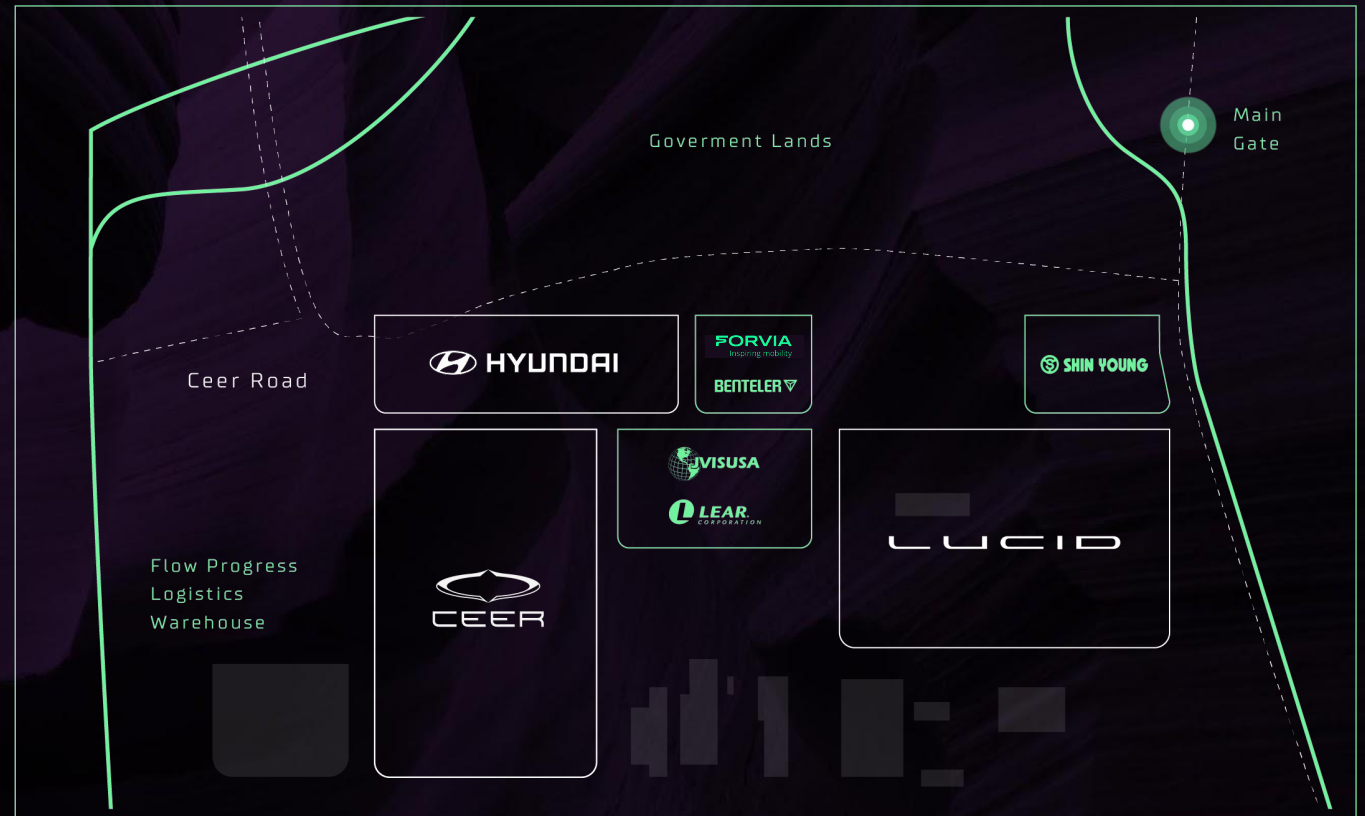 Main
Gate
Goverment Lands
HYUNDAI
FORVIA
Inspiring mobility
BENTELER
SHIN YOUNG
Ceer Road
JVISUSA
LEAR.
CORPORATION
LUCID
Flow Progress
Logistics
Warehouse
CEER